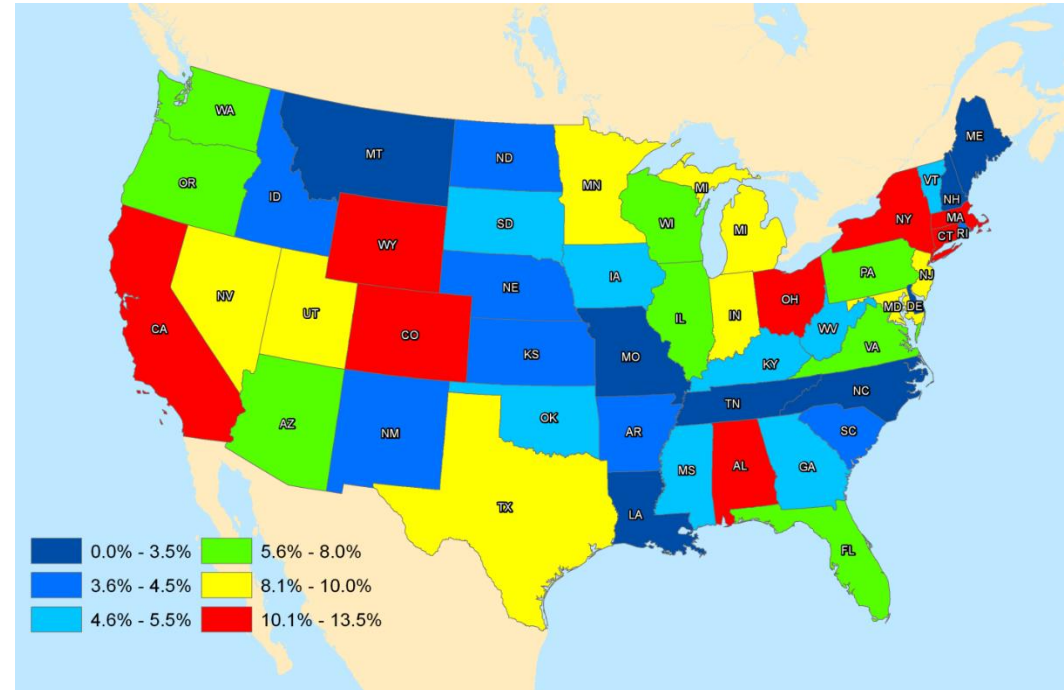 ME
WA
MT
ND
VT
MN
NH
OR
MI
ID
WI
NY
MA
SD
MI
CT
RI
WY
PA
IA
NJ
NE
OH
NV
IL
IN
MD
DE
UT
CA
CO
WV
VA
KS
MO
KY
NC
TN
OK
AZ
NM
AR
SC
MS
AL
GA
TX
LA
FL
0.0% - 3.5%
5.6% - 8.0%
3.6% - 4.5%
8.1% - 10.0%
4.6% - 5.5%
10.1% - 13.5%